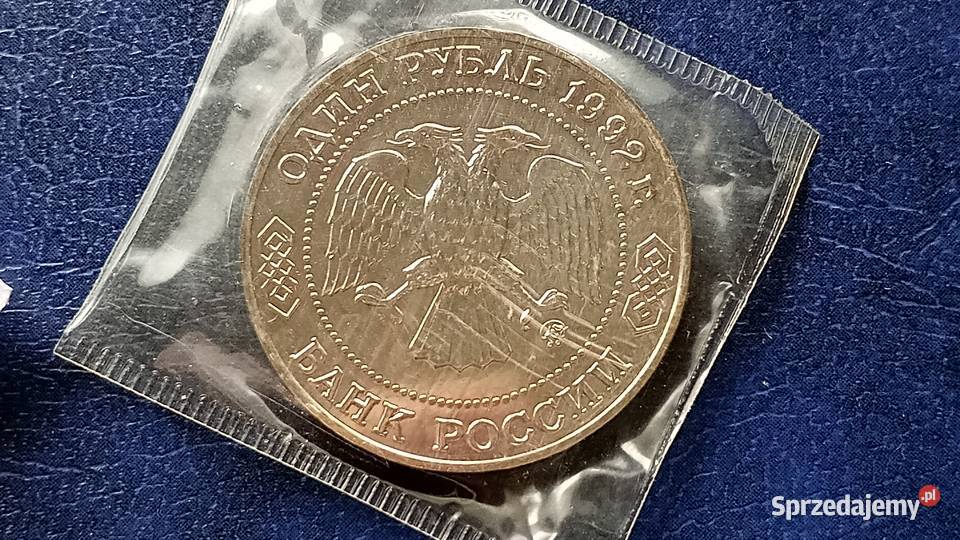 ОДИН РУБЛЬ 1992 г.
БАНК РОССИИ
Sprzedajemy.pl